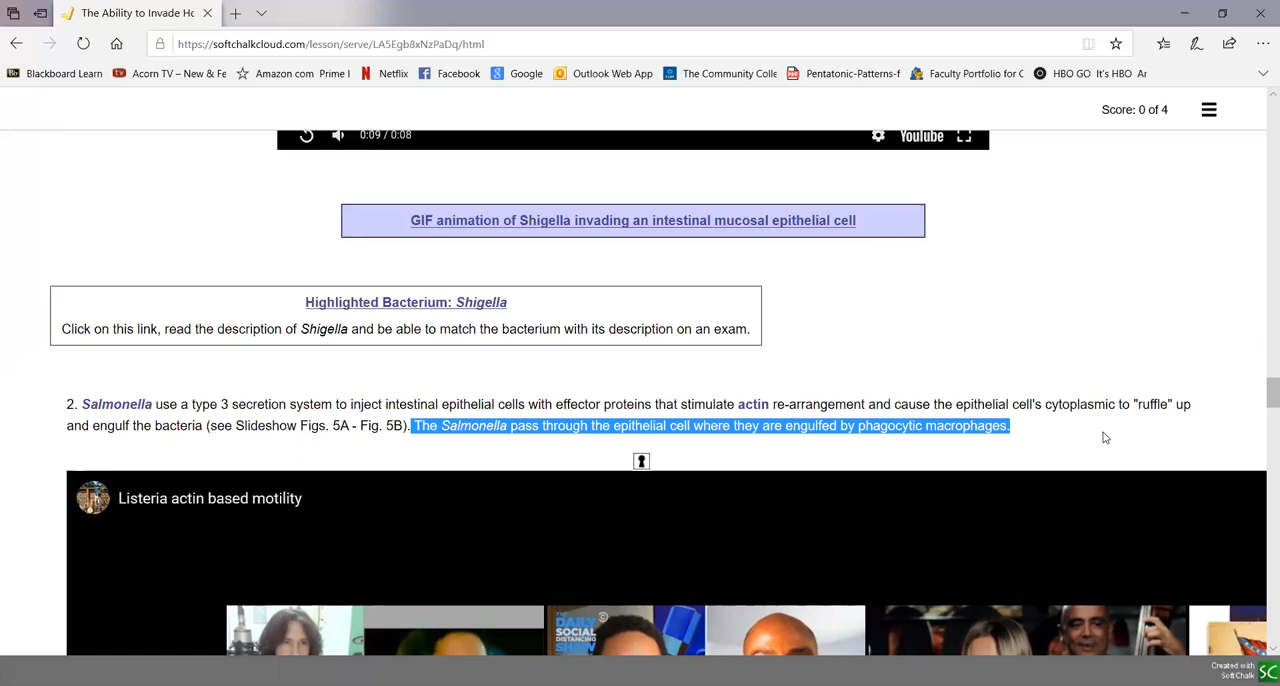 The Ability to Invade Ho
https://softchalkcloud.com/lesson/serve/LA5Egb8xNzPaDq/html
Blackboard Learn Acorn TV – New & Fe Amazon com Prime I Netflix Facebook Google Outlook Web App The Community Colle Pentatonic-Patterns-f Faculty Portfolio for C HBO GO It's HBO Ar
Score: 0 of 4
0:09 / 0:08 YouTube
GIF animation of Shigella invading an intestinal mucosal epithelial cell
Highlighted Bacterium: Shigella
Click on this link, read the description of Shigella and be able to match the bacterium with its description on an exam.
2. Salmonella use a type 3 secretion system to inject intestinal epithelial cells with effector proteins that stimulate actin re-arrangement and cause the epithelial cell's cytoplasmic to "ruffle" up
and engulf the bacteria (see Slideshow Figs. 5A - Fig. 5B). The Salmonella pass through the epithelial cell where they are engulfed by phagocytic macrophages.
Listeria actin based motility
THE
DAILY
SOCIAL
DISTANCING
SHOW
Created with
SoftChalk
SC